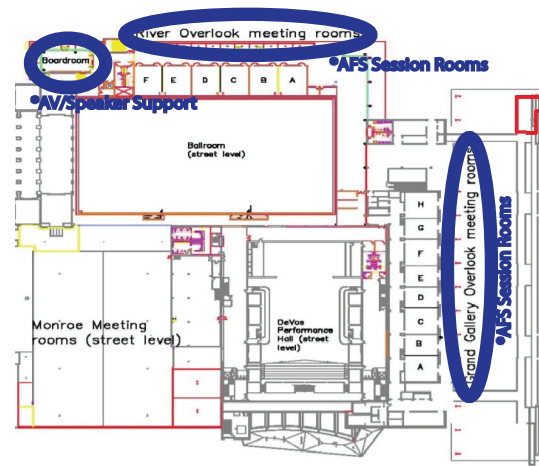 River Overlook meeting rooms
*AFS Session Rooms
Boardroom
*AV/Speaker Support
F E D C B A
Ballroom
(street level)
H
G
F
E
D
C
B
A
Grand Gallery Overlook meeting rooms
*AFS Session Rooms
Monroe Meeting
rooms (street level)
DeVos
Performance
Hall (street
level)